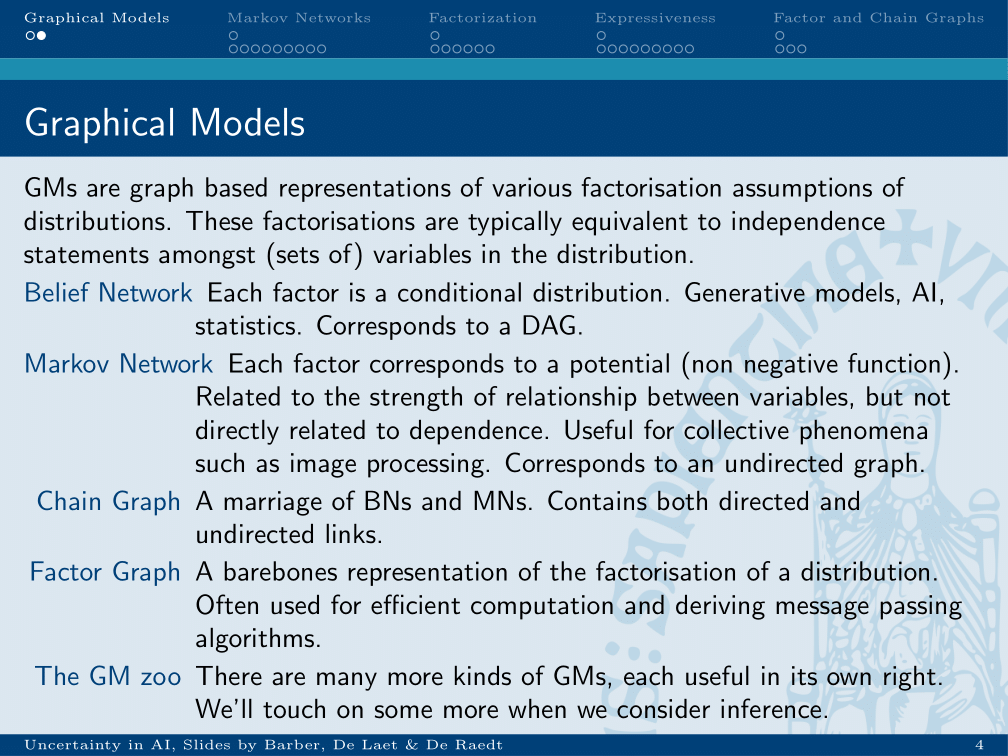 Graphical Models Markov Networks Factorization Expressiveness Factor and Chain Graphs
Graphical Models
GMs are graph based representations of various factorisation assumptions of
distributions. These factorisations are typically equivalent to independence
statements amongst (sets of) variables in the distribution.
Belief Network Each factor is a conditional distribution. Generative models, AI,
statistics. Corresponds to a DAG.
Markov Network Each factor corresponds to a potential (non negative function).
Related to the strength of relationship between variables, but not
directly related to dependence. Useful for collective phenomena
such as image processing. Corresponds to an undirected graph.
Chain Graph A marriage of BNs and MNs. Contains both directed and
undirected links.
Factor Graph A barebones representation of the factorisation of a distribution.
Often used for efficient computation and deriving message passing
algorithms.
The GM zoo There are many more kinds of GMs, each useful in its own right.
We'll touch on some more when we consider inference.
Uncertainty in AI, Slides by Barber, De Laet & De Raedt 4